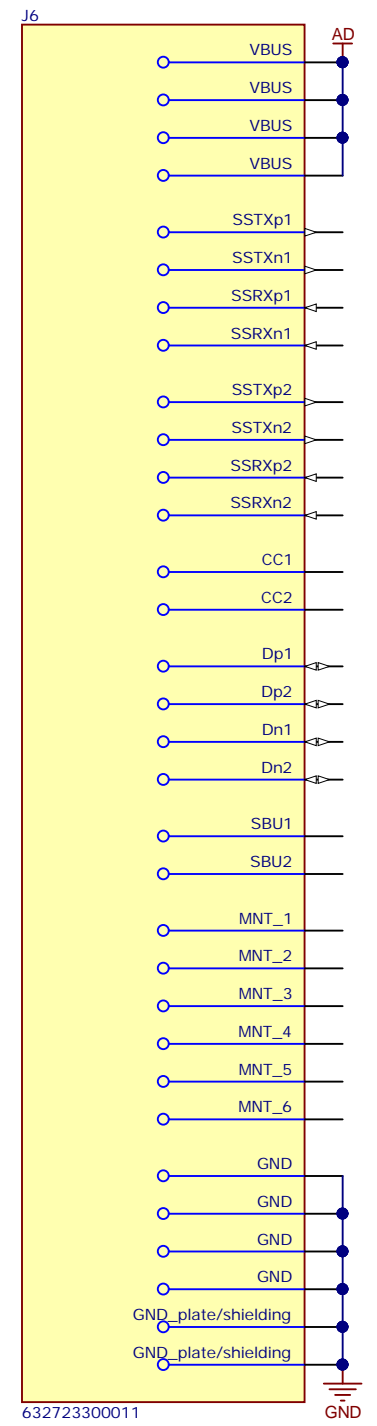 J6
AD
VBUS
VBUS
VBUS
VBUS
SSTXp1
SSTXn1
SSRXp1
SSRXn1
SSTXp2
SSTXn2
SSRXp2
SSRXn2
CC1
CC2
Dp1
Dp2
Dn1
Dn2
SBU1
SBU2
MNT_1
MNT_2
MNT_3
MNT_4
MNT_5
MNT_6
GND
GND
GND
GND
GND_plate/shielding
GND_plate/shielding
632723300011
GND